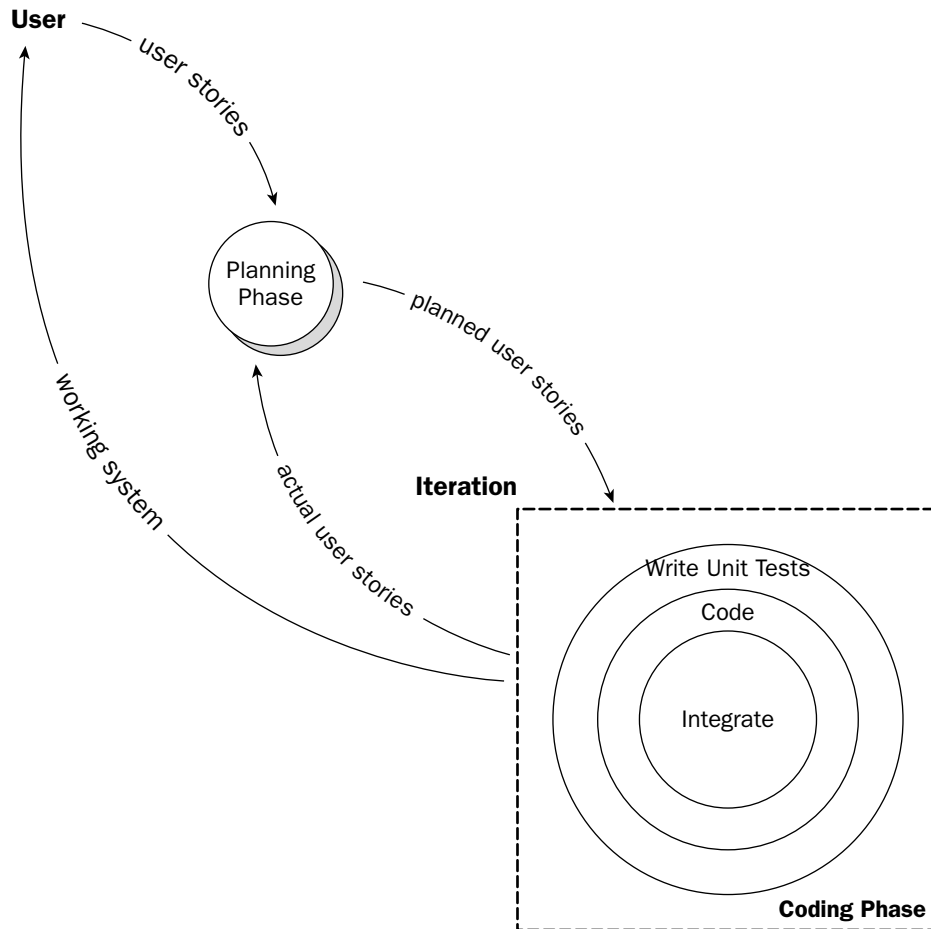 User
user stories
Planning
Phase
planned user stories
working system
actual user stories
Iteration
Write Unit Tests
Code
Integrate
Coding Phase